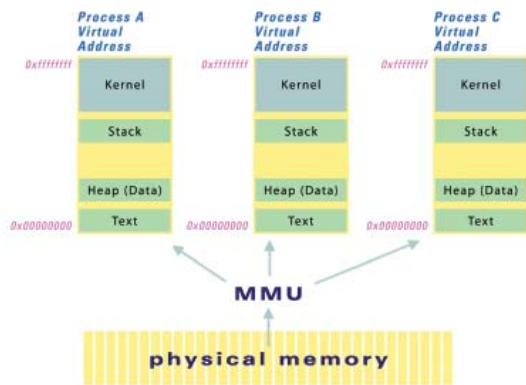 Process A
Virtual
Address
Process B
Virtual
Address
Process C
Virtual
Address
0xffffffff
0xffffffff
0xffffffff
Kernel
Kernel
Kernel
Stack
Stack
Stack
Heap (Data)
Heap (Data)
Heap (Data)
0x00000000
Text
0x00000000
Text
0x00000000
Text
MMU
physical memory